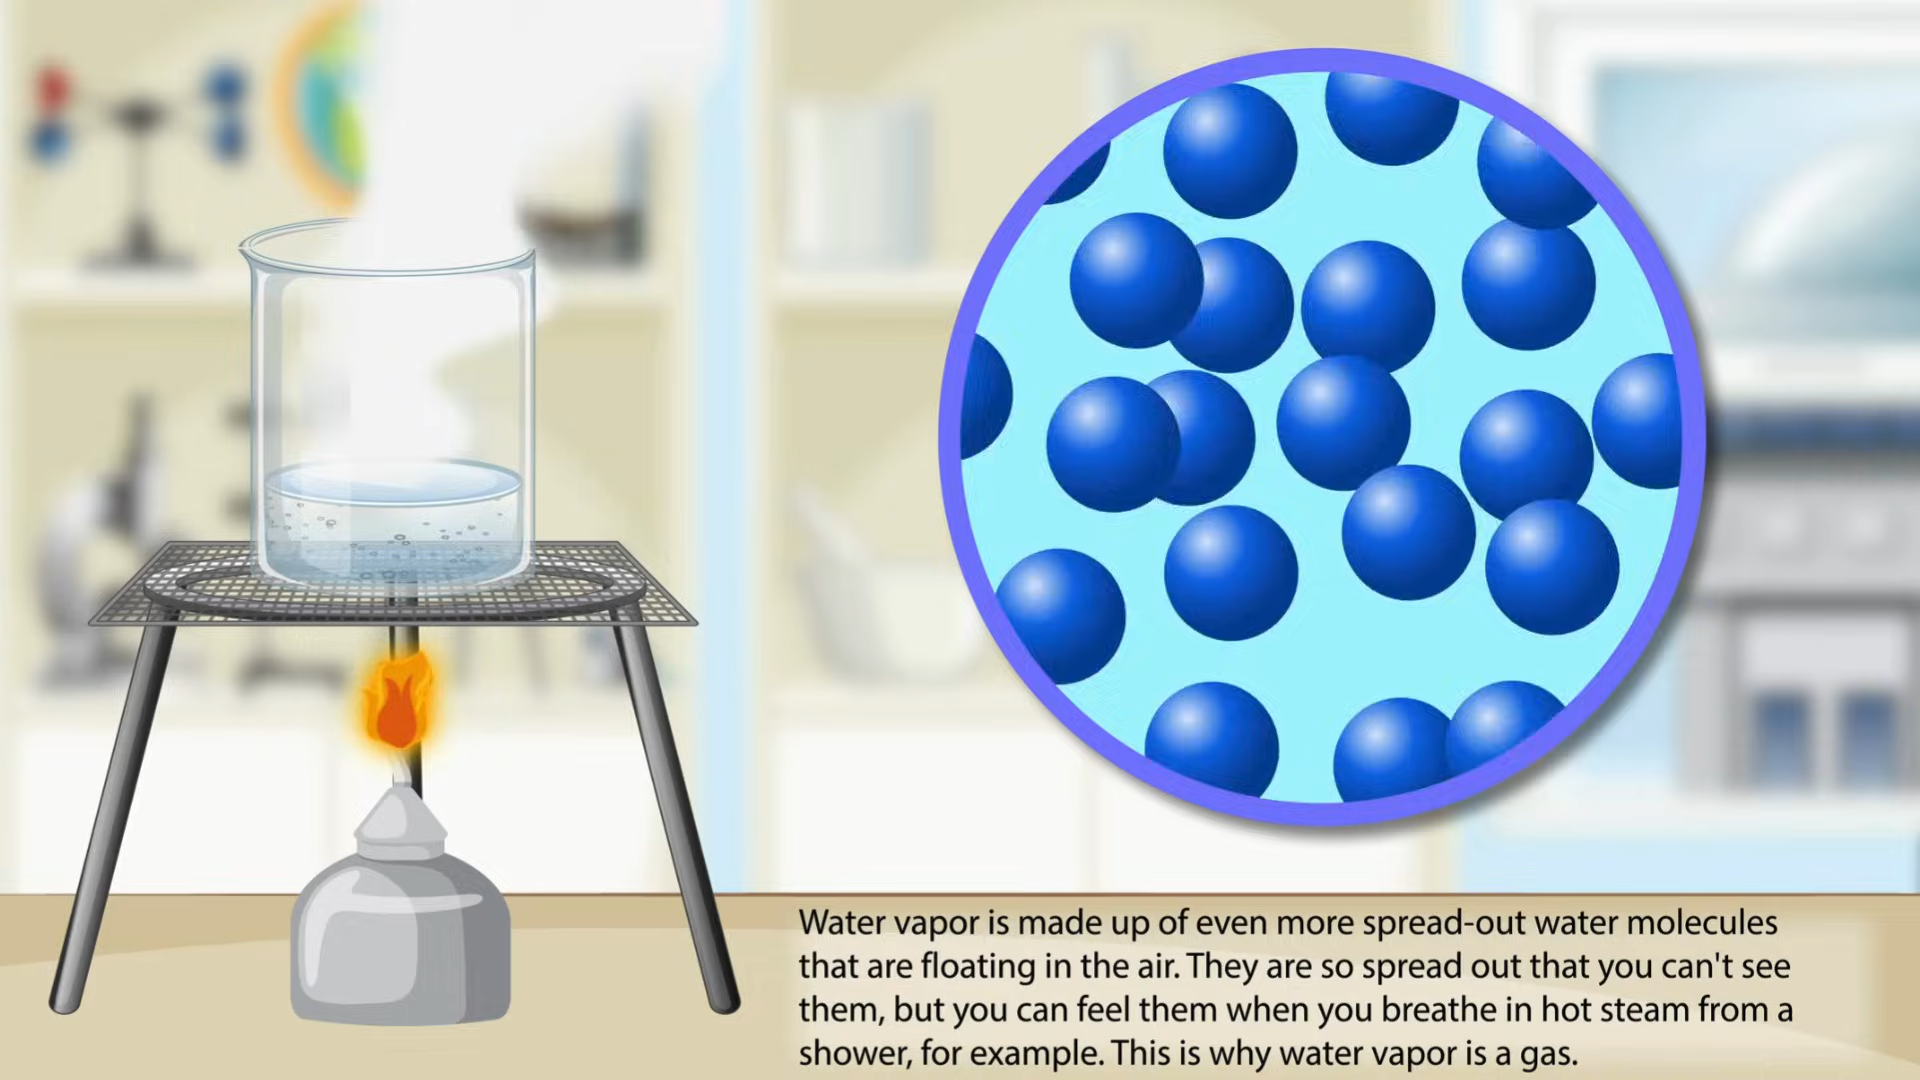 Water vapor is made up of even more spread-out water molecules
that are floating in the air. They are so spread out that you can't see
them, but you can feel them when you breathe in hot steam from a
shower, for example. This is why water vapor is a gas.